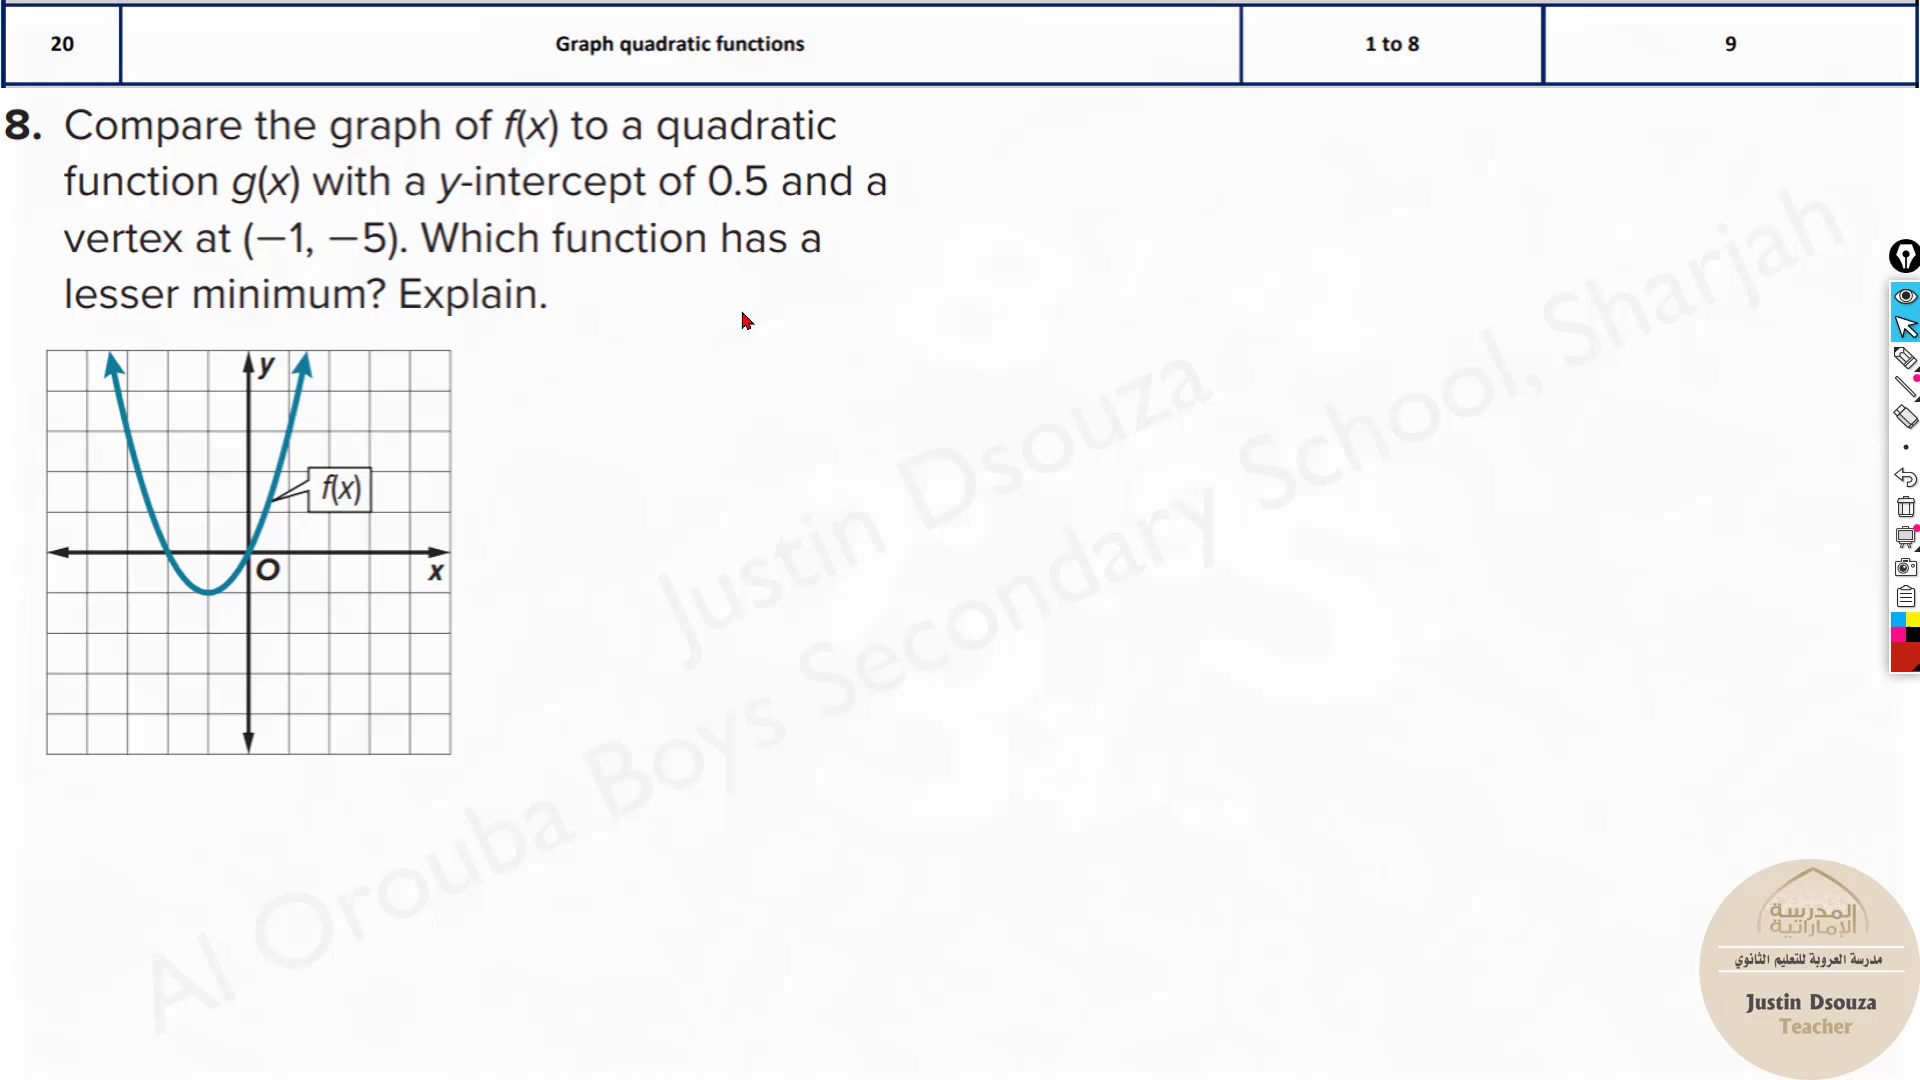 20 Graph quadratic functions 1 to 8 9
8. Compare the graph of f(x) to a quadratic
function g(x) with a y-intercept of 0.5 and a
vertex at (−1, −5). Which function has a
lesser minimum? Explain.
y
f(x)
O
x
Justin Dsouza
Al Orouba Boys Secondary School, Sharjah
المدرسة
الإماراتية
مدرسة العروبة للتعليم الثانوي
Justin Dsouza
Teacher